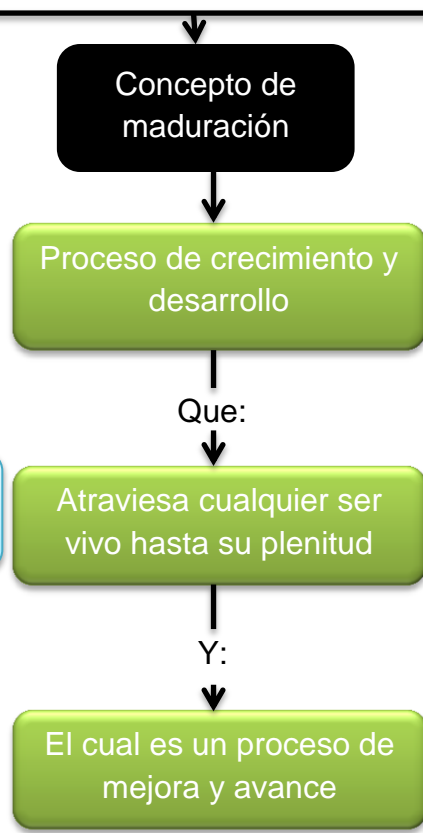 Concepto de
maduración
Proceso de crecimiento y
desarrollo
Que:
Atraviesa cualquier ser
vivo hasta su plenitud
Y:
El cual es un proceso de
mejora y avance